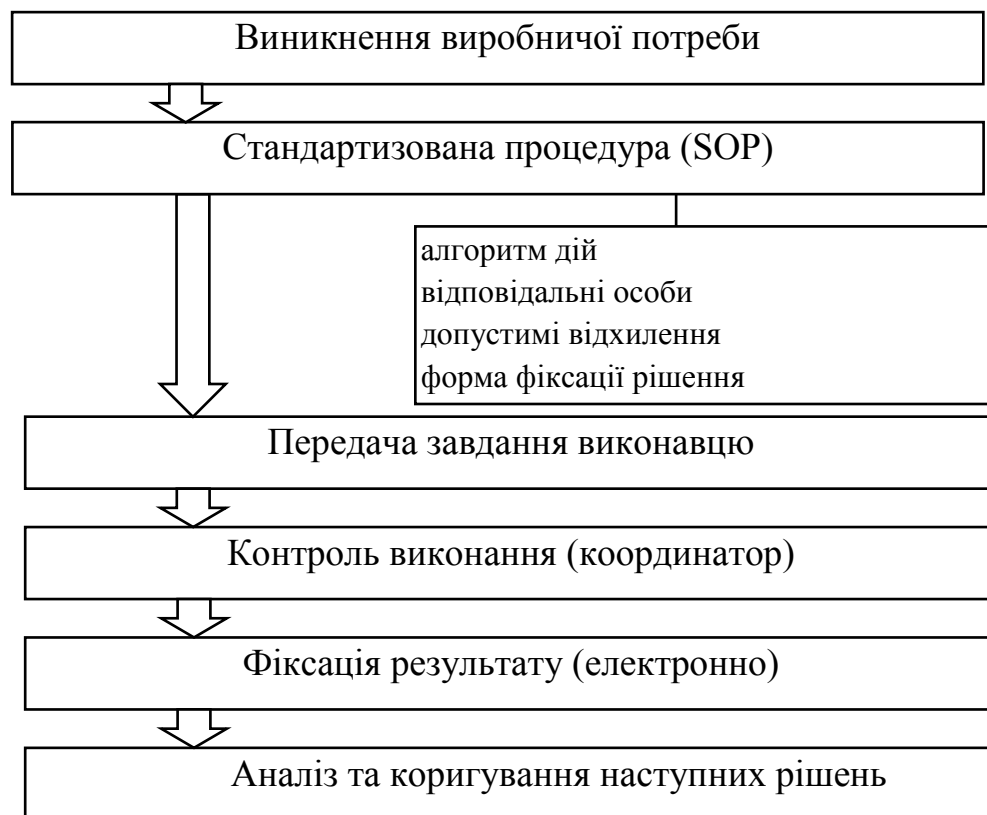 Виникнення виробничої потреби
Стандартизована процедура (SOP)
алгоритм дій
відповідальні особи
допустимі відхилення
форма фіксації рішення
Передача завдання виконавцю
Контроль виконання (координатор)
Фіксація результату (електронно)
Аналіз та коригування наступних рішень